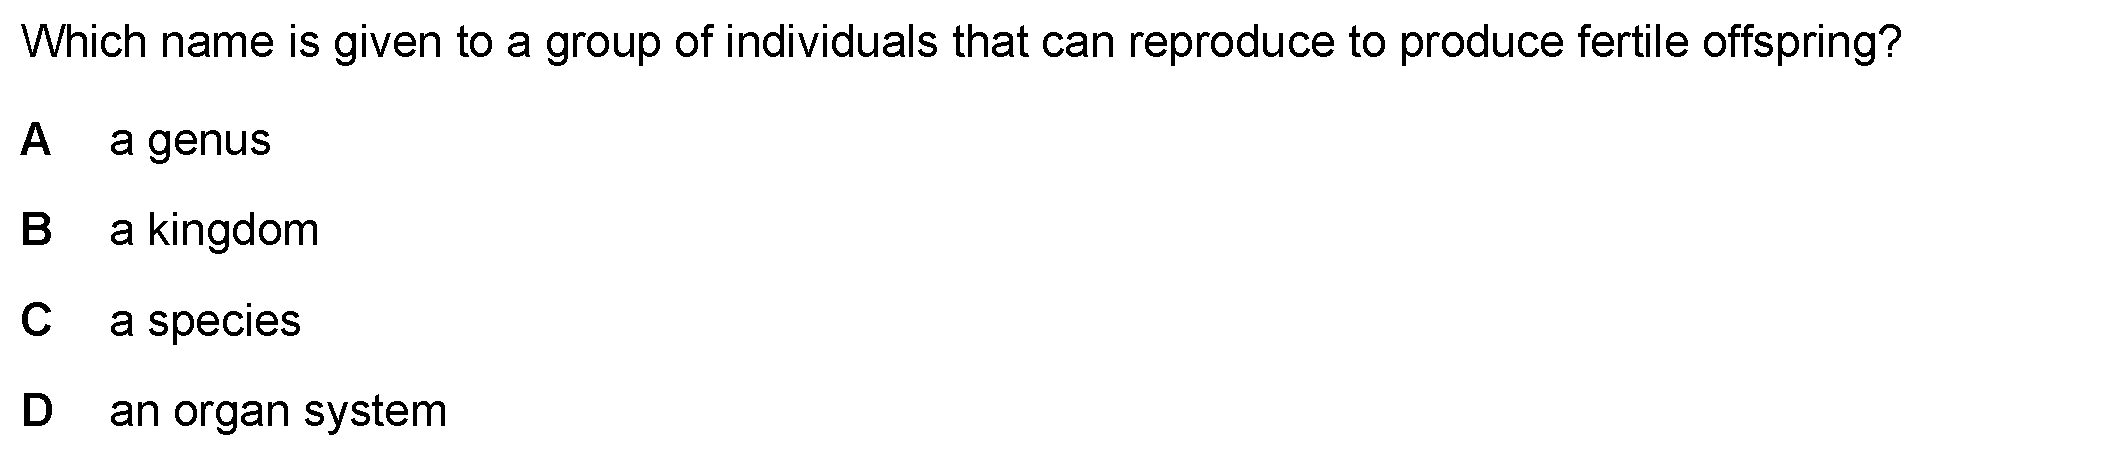 Which name is given to a group of individuals that can reproduce to produce fertile offspring?
A a genus
B a kingdom
C a species
D an organ system